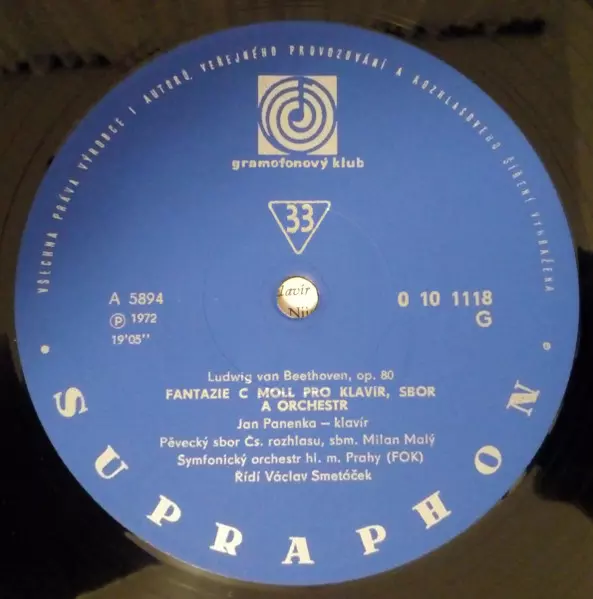 VŠECHNA PRÁVA VÝROBCE I AUTORŮ, VEŘEJNÉHO PROVOZOVÁNÍ A ROZHLASOVÉHO ŠÍŘENÍ VYHRAŽENA
gramofonový klub
33
A 5894
0 10 1118
Ⓟ 1972
G
19'05''
lavír
Ludwig van Beethoven, op. 80
FANTAZIE C MOLL PRO KLAVÍR, SBOR
A ORCHESTR
Jan Panenka – klavír
Pěvecký sbor Čs. rozhlasu, sbm. Milan Malý
Symfonický orchestr hl. m. Prahy (FOK)
Řídí Václav Smetáček
SUPRAPHON